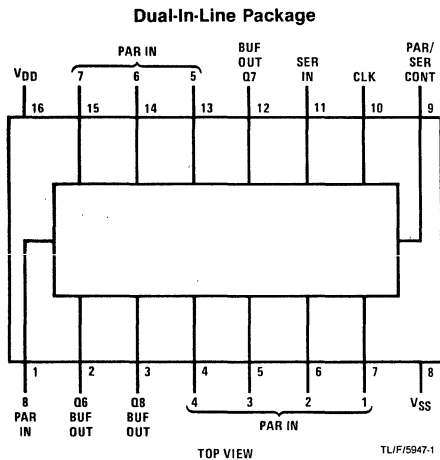 Dual-In-Line Package
PAR IN
BUF
OUT
Q7
SER
IN
CLK
PAR/
SER
CONT
VDD
7
6
5
16
15
14
13
12
11
10
9
1
2
3
4
5
6
7
8
8
PAR
IN
Q6
BUF
OUT
Q8
BUF
OUT
4
3
2
1
PAR IN
VSS
TOP VIEW
TL/F/5947-1